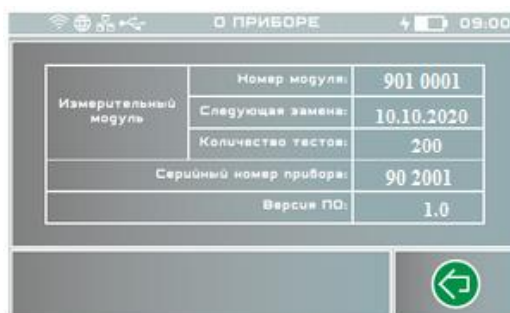 О ПРИБОРЕ 09:00
Измерительный модуль
Номер модуля: 901 0001
Следующая замена: 10.10.2020
Количество тестов: 200
Серийный номер прибора: 90 2001
Версия ПО: 1.0